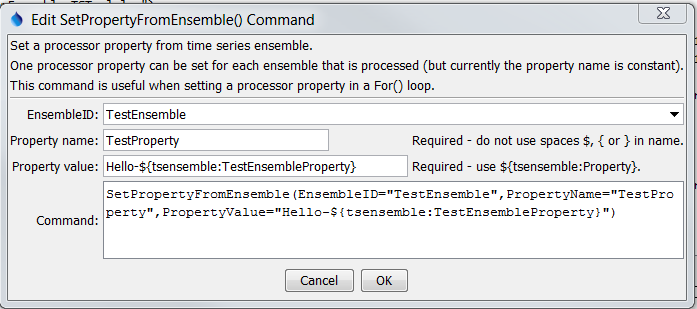 Edit SetPropertyFromEnsemble() Command
Set a processor property from time series ensemble.
One processor property can be set for each ensemble that is processed (but currently the property name is constant).
This command is useful when setting a processor property in a For() loop.
EnsembleID: TestEnsemble
Property name: TestProperty Required - do not use spaces $, { or } in name.
Property value: Hello-${tsensemble:TestEnsembleProperty} Required - use ${tsensemble:Property}.
Command: SetPropertyFromEnsemble(EnsembleID="TestEnsemble",PropertyName="TestPro
perty",PropertyValue="Hello-${tsensemble:TestEnsembleProperty}")
Cancel OK